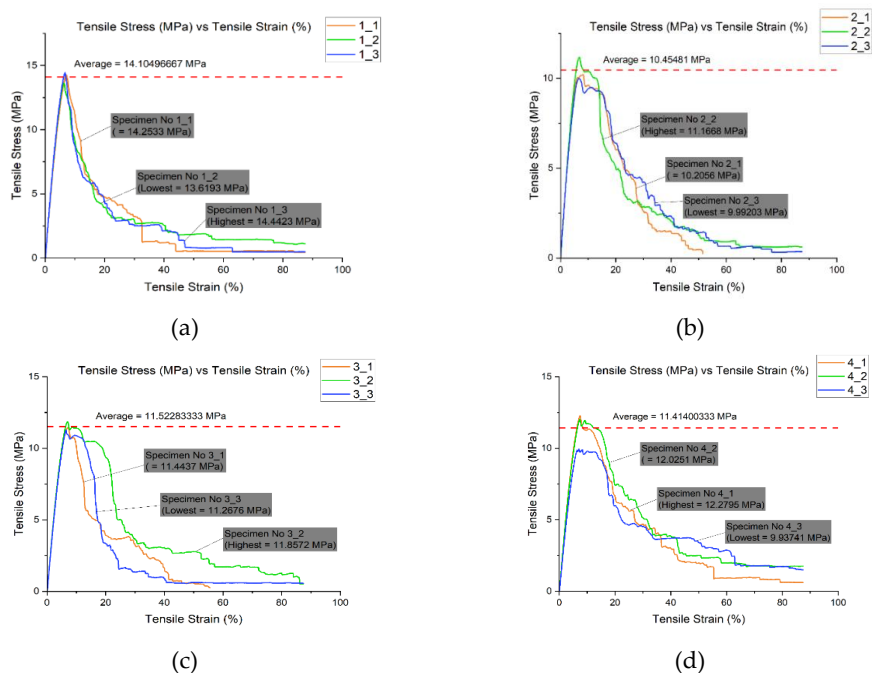 Tensile Stress (MPa) vs Tensile Strain (%)
1_1
1_2
1_3
Average = 14.10496667 MPa
15
10
5
0
Tensile Stress (MPa)
Specimen No 1_1
( = 14.2533 MPa)
Specimen No 1_2
(Lowest = 13.6193 MPa)
Specimen No 1_3
(Highest = 14.4423 MPa)
0 20 40 60 80 100
Tensile Strain (%)
(a)
Tensile Stress (MPa) vs Tensile Strain (%)
2_1
2_2
2_3
Average = 10.45481 MPa
10
5
0
Tensile Stress (MPa)
Specimen No 2_2
(Highest = 11.1668 MPa)
Specimen No 2_1
( = 10.2056 MPa)
Specimen No 2_3
(Lowest = 9.99203 MPa)
0 20 40 60 80 100
Tensile Strain (%)
(b)
Tensile Stress (MPa) vs Tensile Strain (%)
3_1
3_2
3_3
Average = 11.52283333 MPa
15
10
5
0
Tensile Stress (MPa)
Specimen No 3_1
( = 11.4437 MPa)
Specimen No 3_3
(Lowest = 11.2676 MPa)
Specimen No 3_2
(Highest = 11.8572 MPa)
0 20 40 60 80 100
Tensile Strain (%)
(c)
Tensile Stress (MPa) vs Tensile Strain (%)
4_1
4_2
4_3
Average = 11.41400333 MPa
15
10
5
0
Tensile Stress (MPa)
Specimen No 4_2
( = 12.0251 MPa)
Specimen No 4_1
(Highest = 12.2795 MPa)
Specimen No 4_3
(Lowest = 9.93741 MPa)
0 20 40 60 80 100
Tensile Strain (%)
(d)